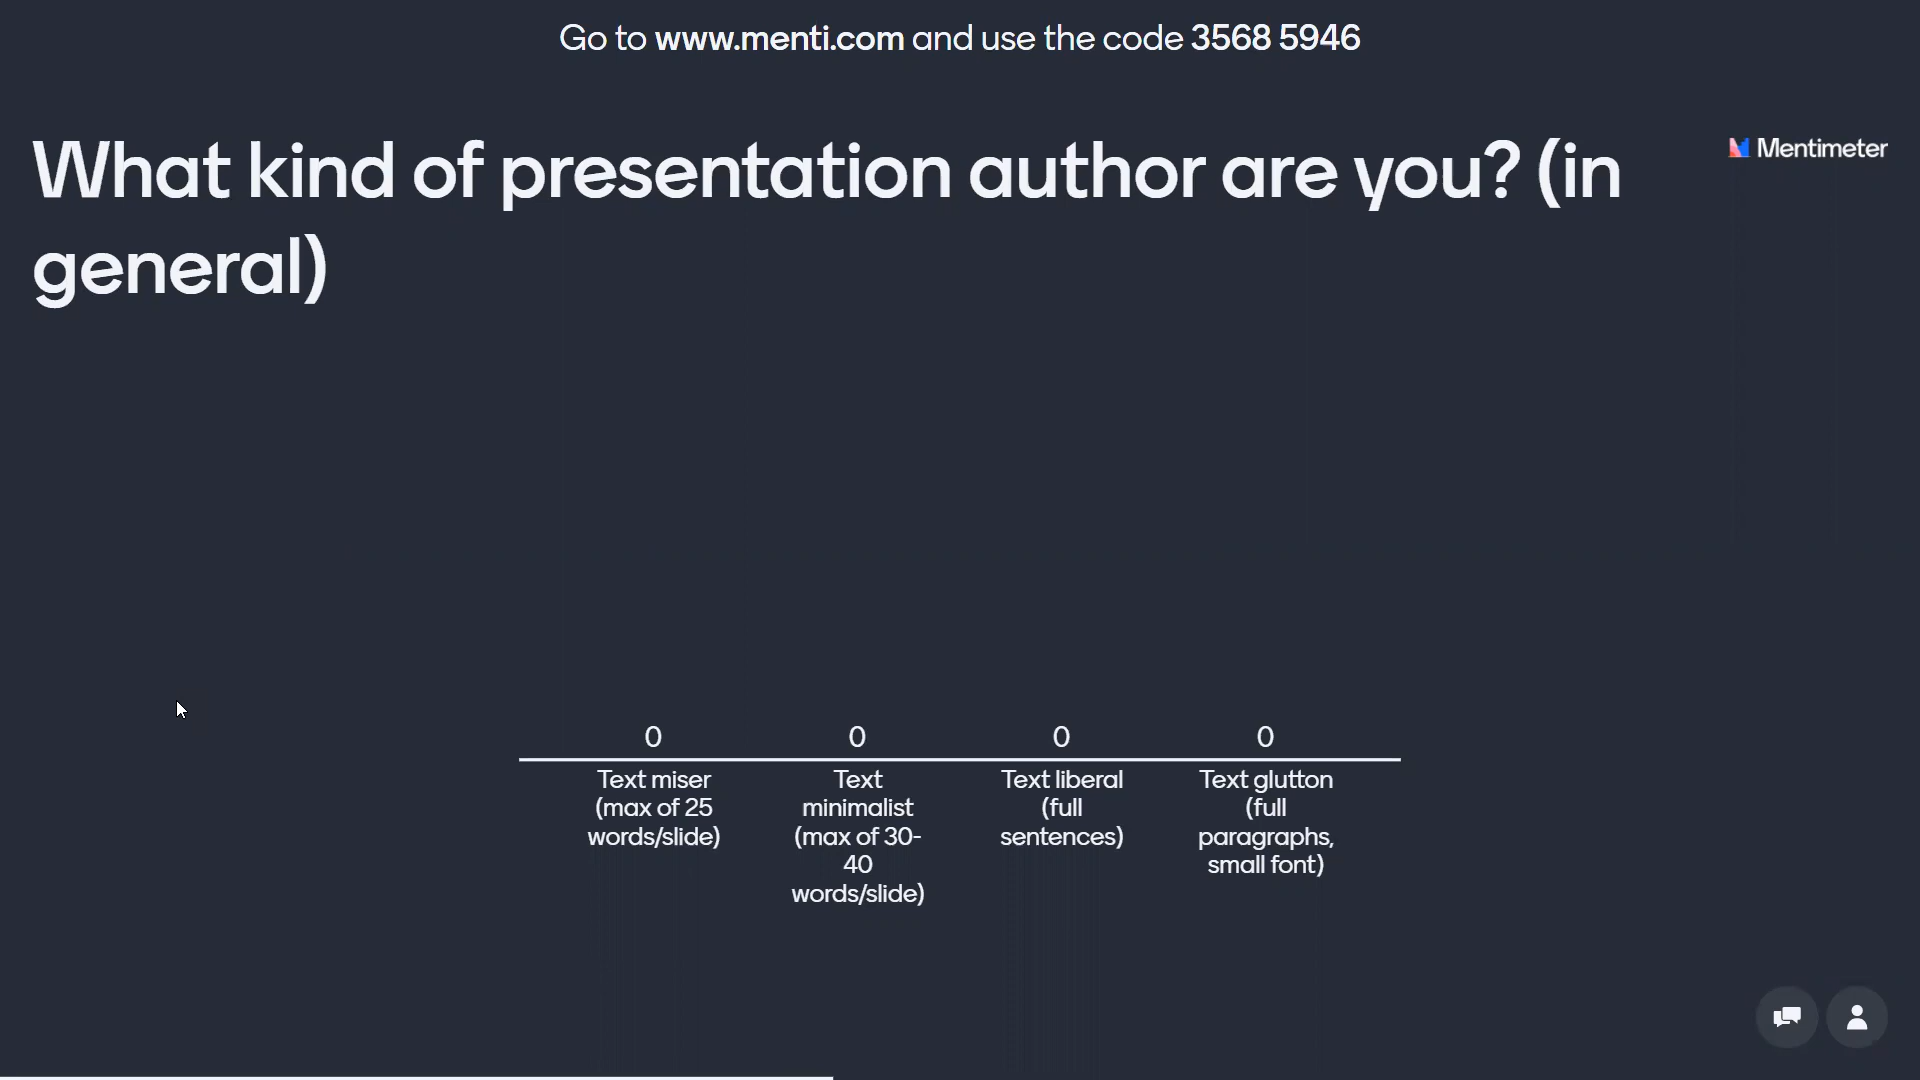 Go to www.menti.com and use the code 3568 5946
What kind of presentation author are you? (in
general)
Mentimeter
0
0
0
0
Text miser
(max of 25
words/slide)
Text
minimalist
(max of 30-
40
words/slide)
Text liberal
(full
sentences)
Text glutton
(full
paragraphs,
small font)